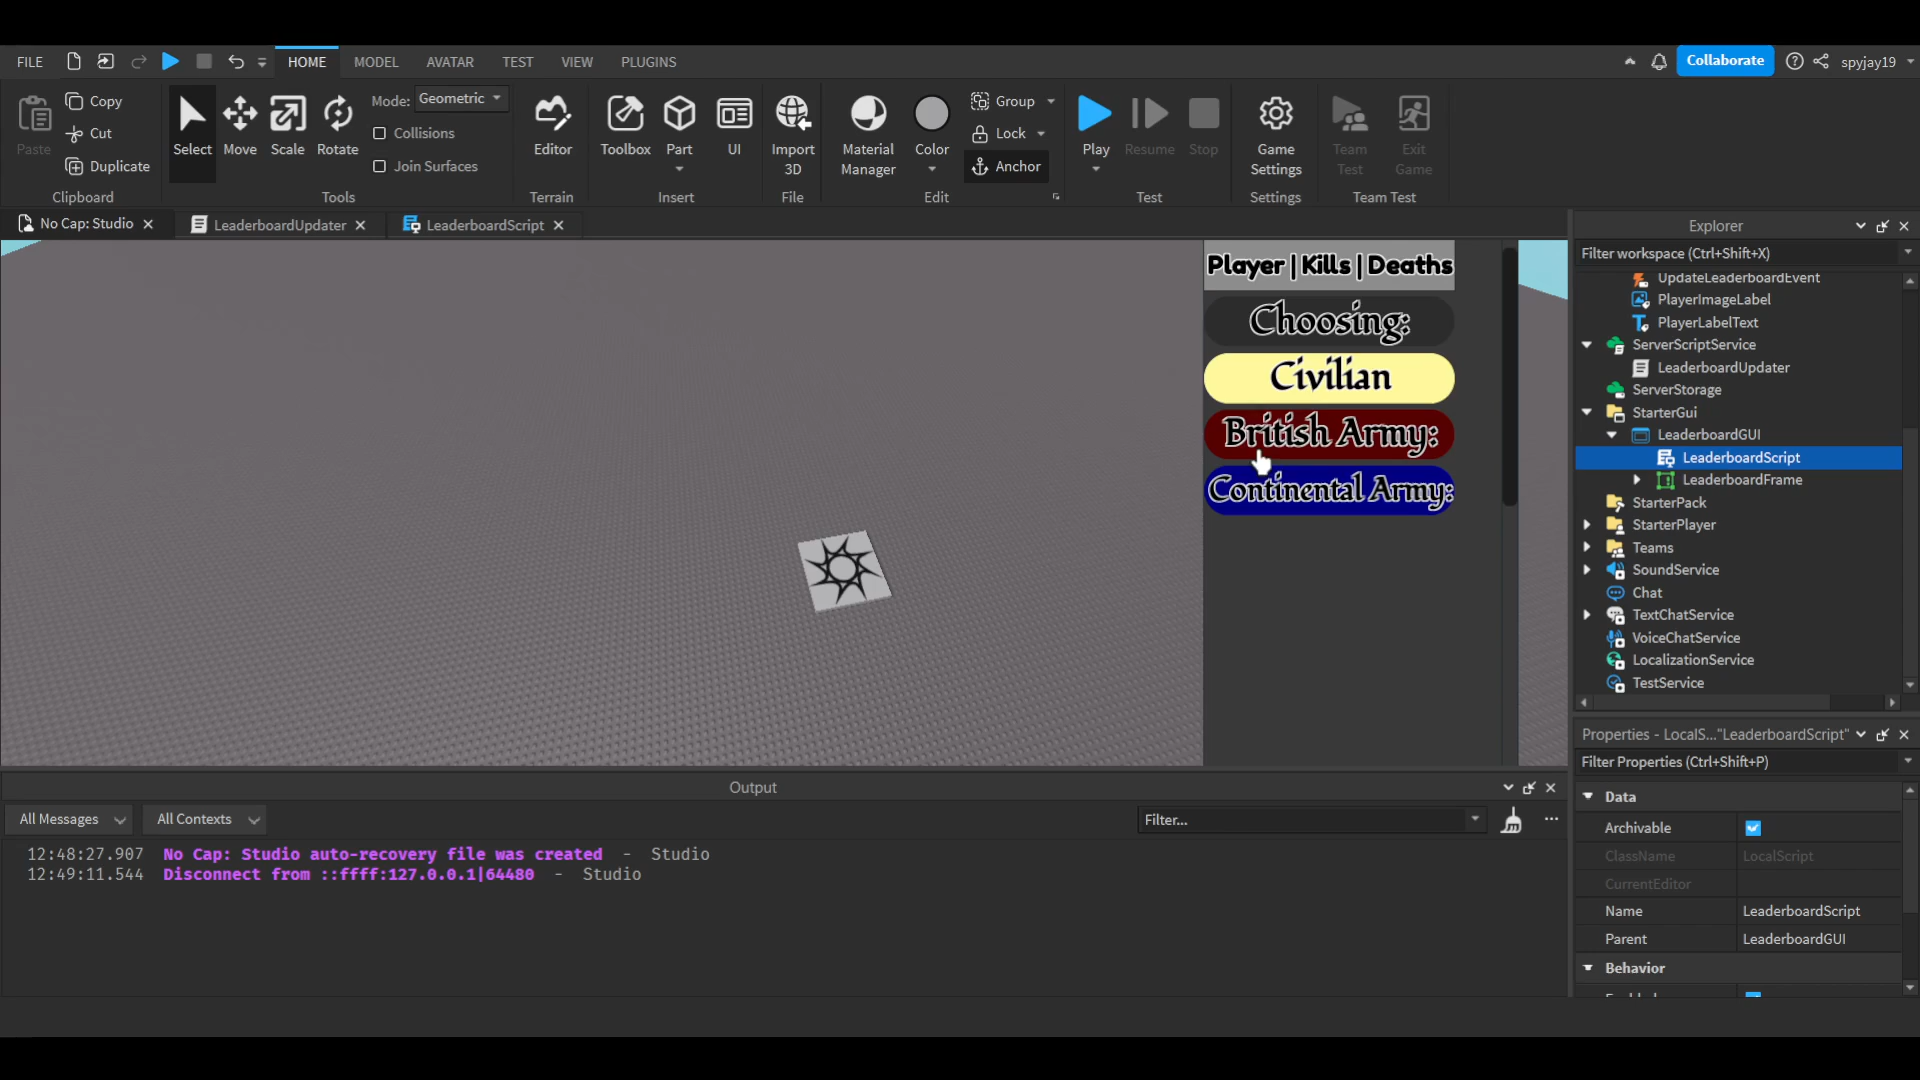 FILE HOME MODEL AVATAR TEST VIEW PLUGINS Collaborate spyjay19
Copy Mode: Geometric Group
Paste Cut Select Move Scale Rotate Collisions Editor Toolbox Part UI Import 3D Material Manager Color Lock Play Resume Stop Game Settings Team Test Exit Game
Duplicate Join Surfaces Anchor
Clipboard Tools Terrain Insert File Edit Test Settings Team Test
No Cap: Studio LeaderboardUpdater LeaderboardScript
Player | Kills | Deaths
Choosing:
Civilian
British Army:
Continental Army:
Explorer
Filter workspace (Ctrl+Shift+X)
UpdateLeaderboardEvent
PlayerImageLabel
PlayerLabelText
ServerScriptService
LeaderboardUpdater
ServerStorage
StarterGui
LeaderboardGUI
LeaderboardScript
LeaderboardFrame
StarterPack
StarterPlayer
Teams
SoundService
Chat
TextChatService
VoiceChatService
LocalizationService
TestService
Properties - LocalS..."LeaderboardScript"
Filter Properties (Ctrl+Shift+P)
Data
Archivable
ClassName LocalScript
CurrentEditor
Name LeaderboardScript
Parent LeaderboardGUI
Behavior
Output
All Messages All Contexts Filter...
12:48:27.907 No Cap: Studio auto-recovery file was created - Studio
12:49:11.544 Disconnect from ::ffff:127.0.0.1|64480 - Studio